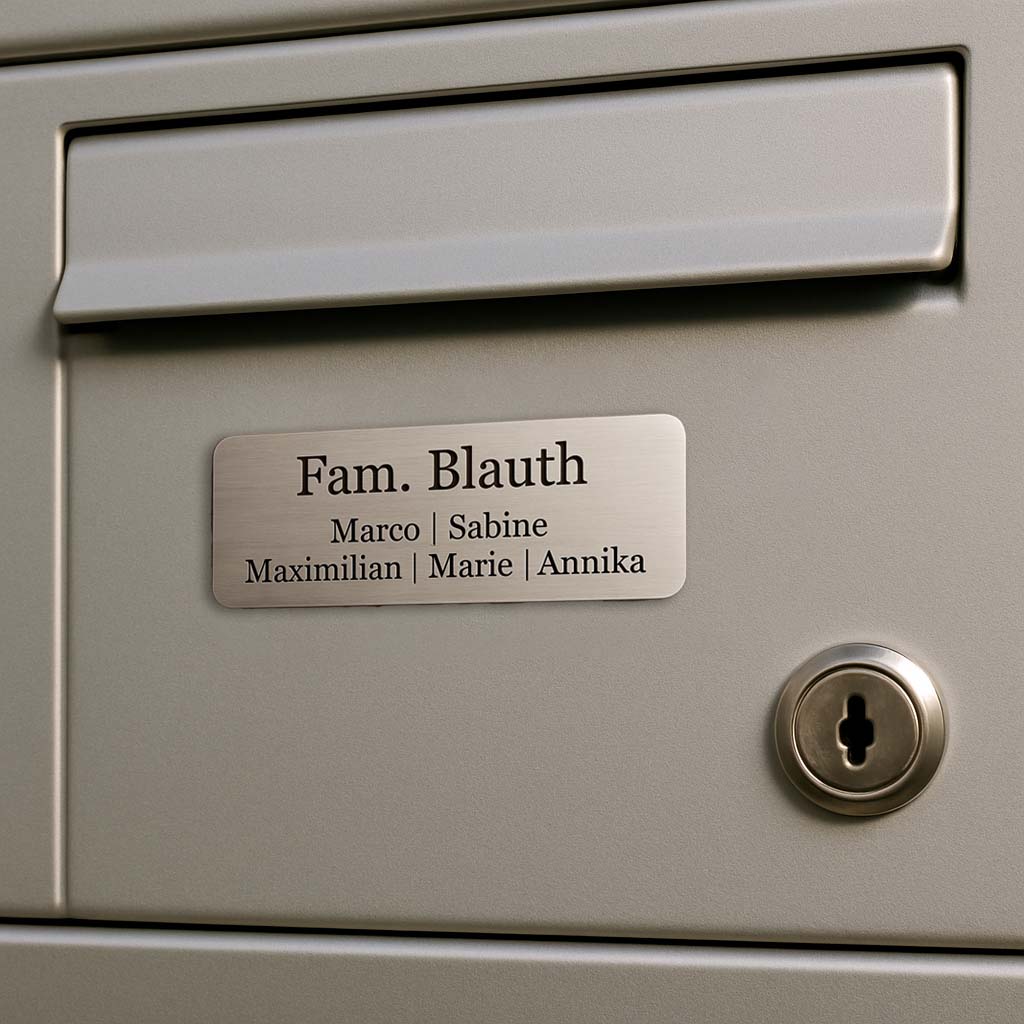 Fam. Blauth
Marco | Sabine
Maximilian | Marie | Annika